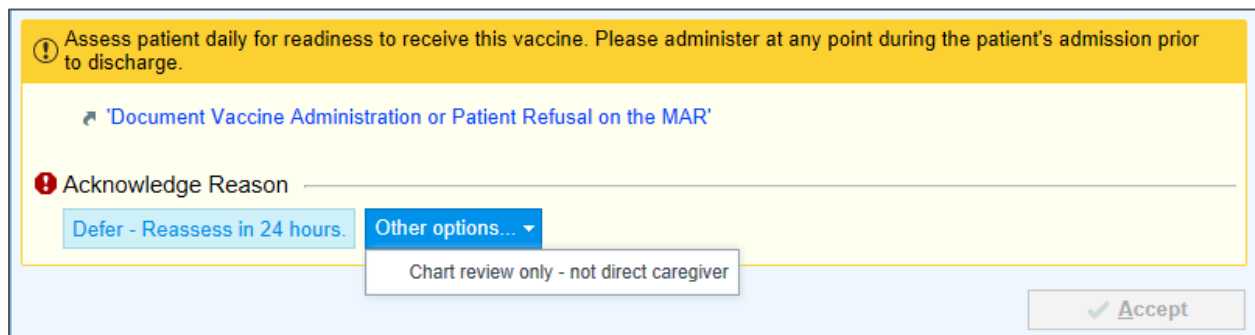 Assess patient daily for readiness to receive this vaccine. Please administer at any point during the patient's admission prior
to discharge.
'Document Vaccine Administration or Patient Refusal on the MAR'
Acknowledge Reason
Defer - Reassess in 24 hours.
Other options...
Chart review only - not direct caregiver
Accept